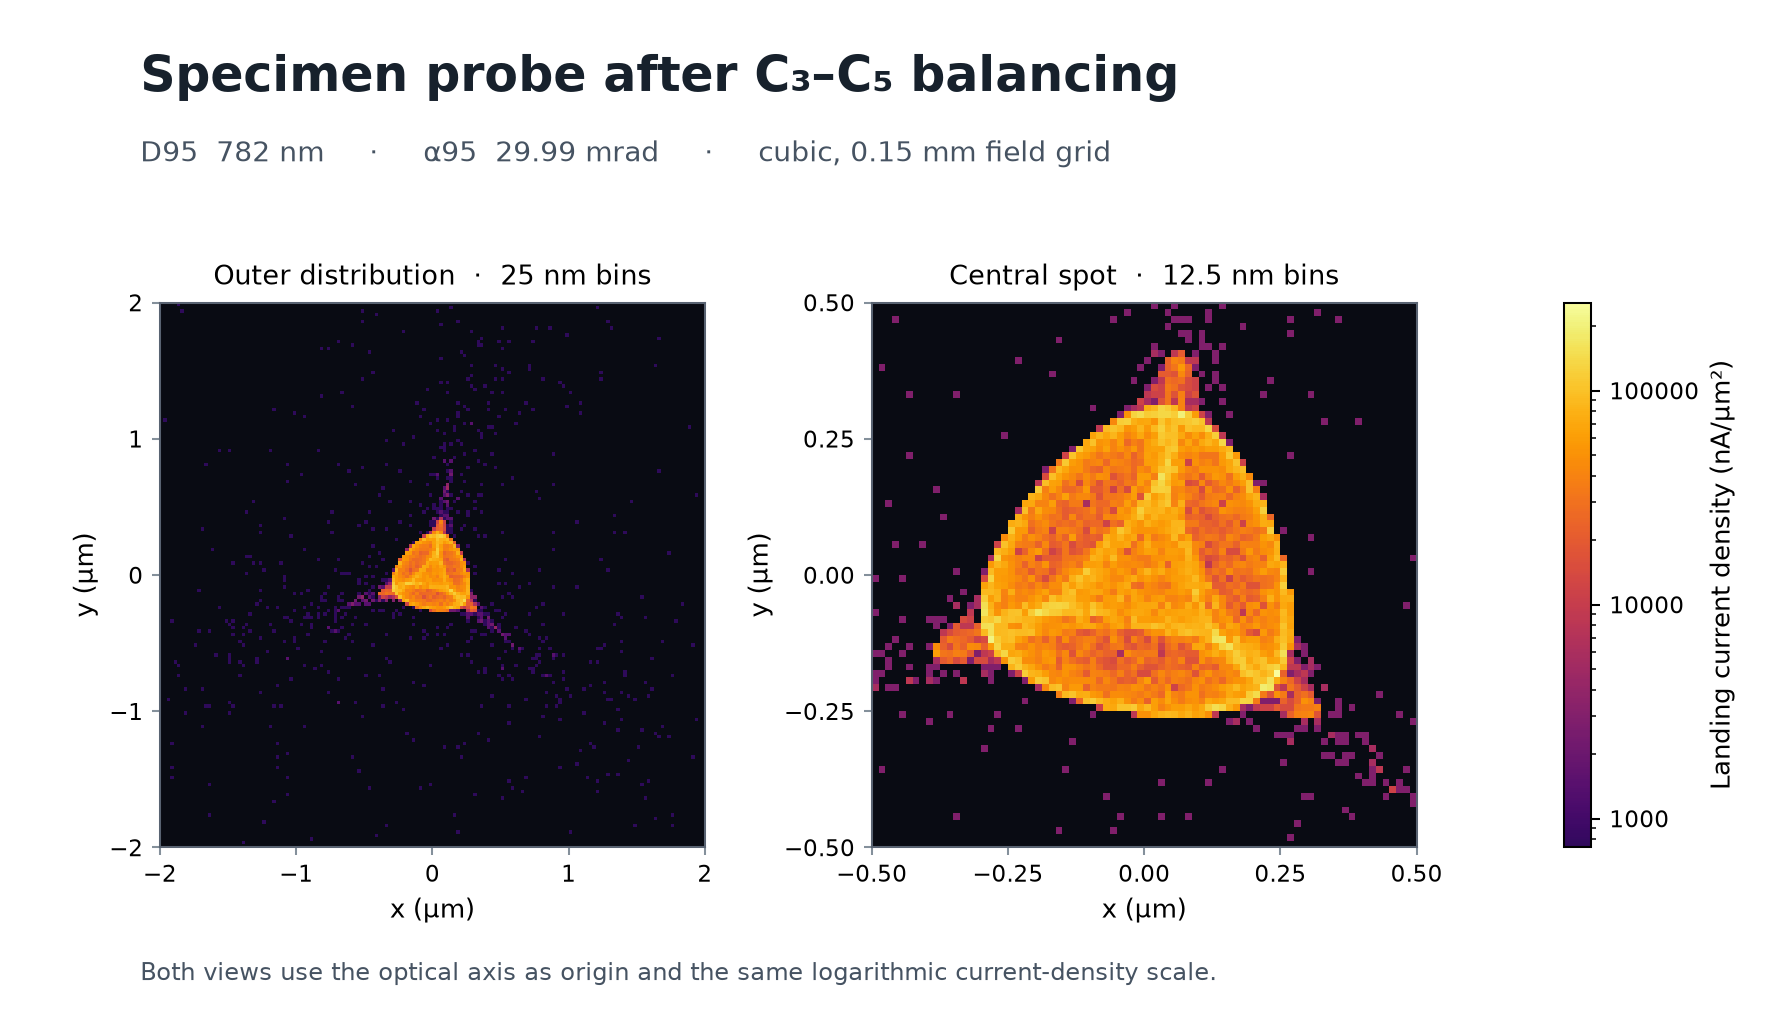 Specimen probe after C₃–C₅ balancing
D95  782 nm  ·  α95  29.99 mrad  ·  cubic, 0.15 mm field grid
Outer distribution · 25 nm bins
2
1
0
−1
−2
−2 −1 0 1 2
x (μm)
y (μm)
Central spot · 12.5 nm bins
0.50
0.25
0.00
−0.25
−0.50
−0.50 −0.25 0.00 0.25 0.50
x (μm)
y (μm)
100000
10000
1000
Landing current density (nA/μm²)
Both views use the optical axis as origin and the same logarithmic current-density scale.